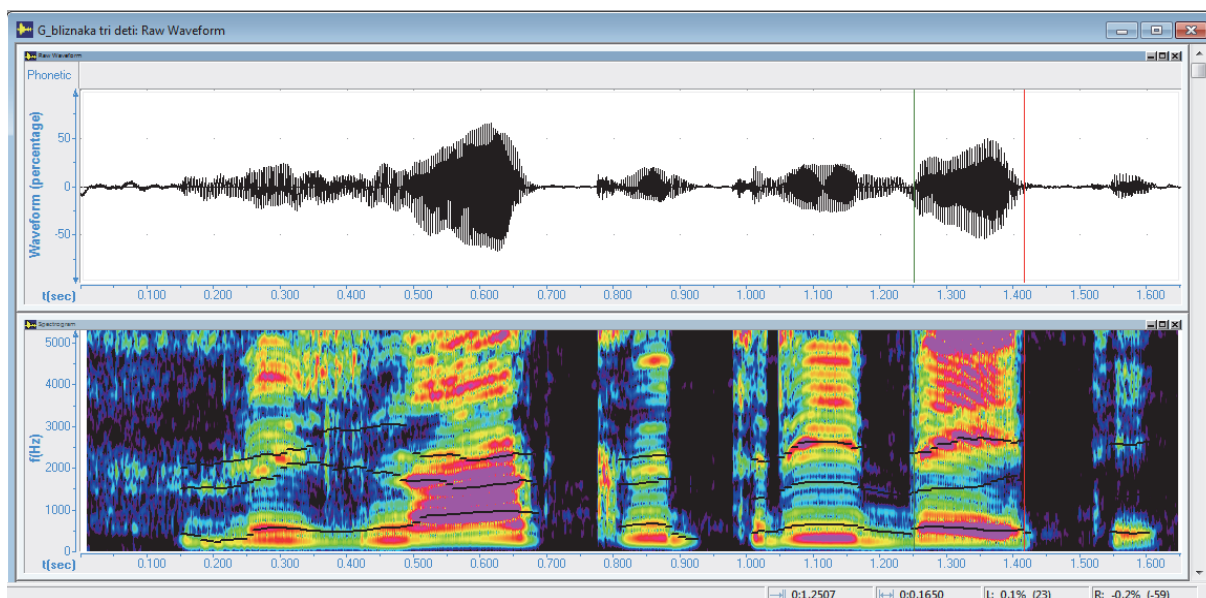 G_bliznaka tri deti: Raw Waveform
Raw Waveform
Phonetic
Waveform (percentage)
50
0
-50
t(sec)
0.100 0.200 0.300 0.400 0.500 0.600 0.700 0.800 0.900 1.000 1.100 1.200 1.300 1.400 1.500 1.600
Spectrogram
f(Hz)
5000
4000
3000
2000
1000
0
t(sec)
0.100 0.200 0.300 0.400 0.500 0.600 0.700 0.800 0.900 1.000 1.100 1.200 1.300 1.400 1.500 1.600
0:1.2507 0:0.1650 L: 0.1% (23) R: -0.2% (-59)